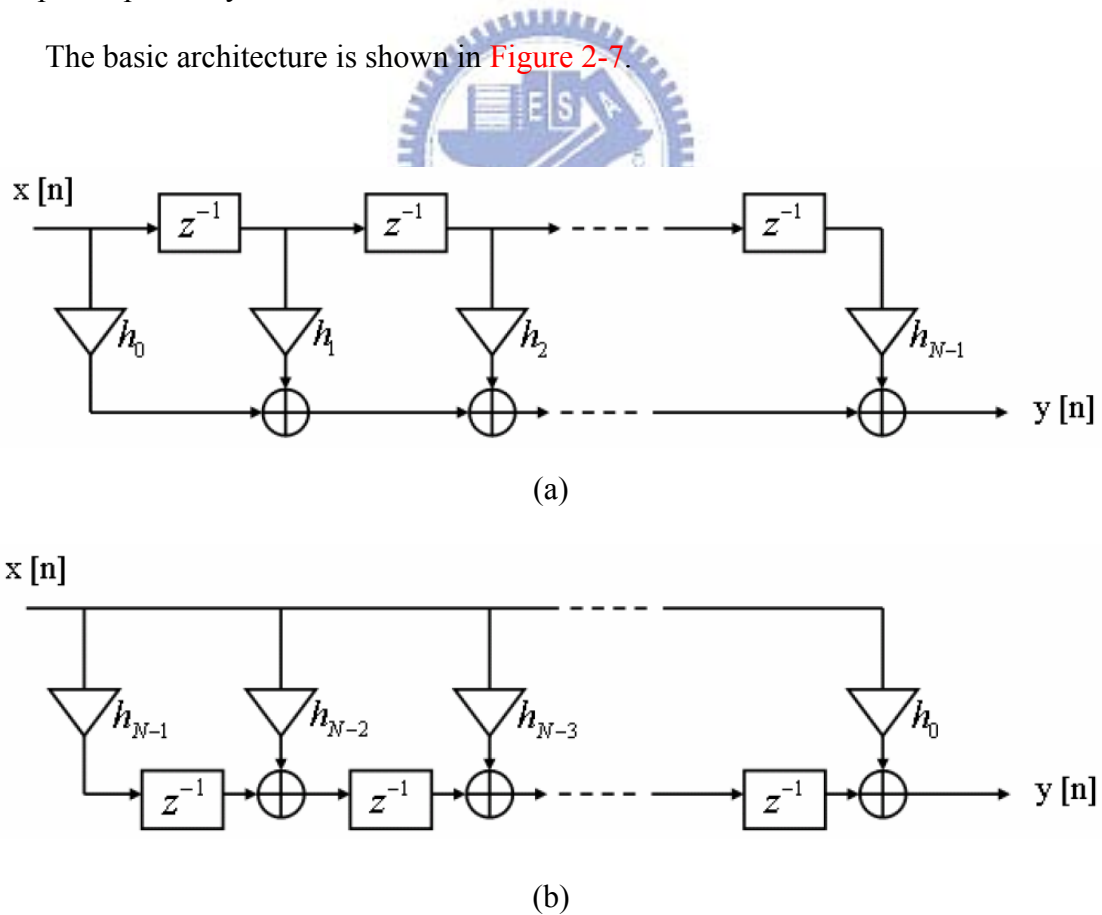 The basic architecture is shown in Figure 2-7.
E S A
x [n]
z⁻¹ z⁻¹ z⁻¹
h₀ h₁ h₂ h_{N-1}
y [n]
(a)
x [n]
h_{N-1} h_{N-2} h_{N-3} h₀
z⁻¹ z⁻¹ z⁻¹
y [n]
(b)